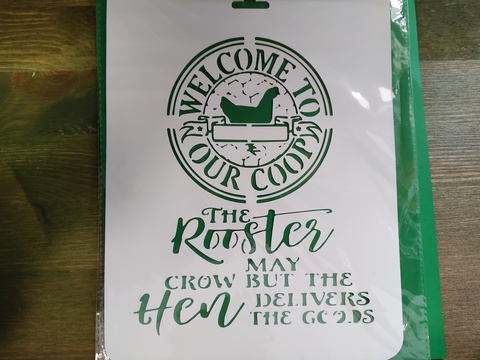 WELCOME TO
OUR COOP
THE
Rooster
MAY
CROW BUT THE
Hen DELIVERS
THE GOODS